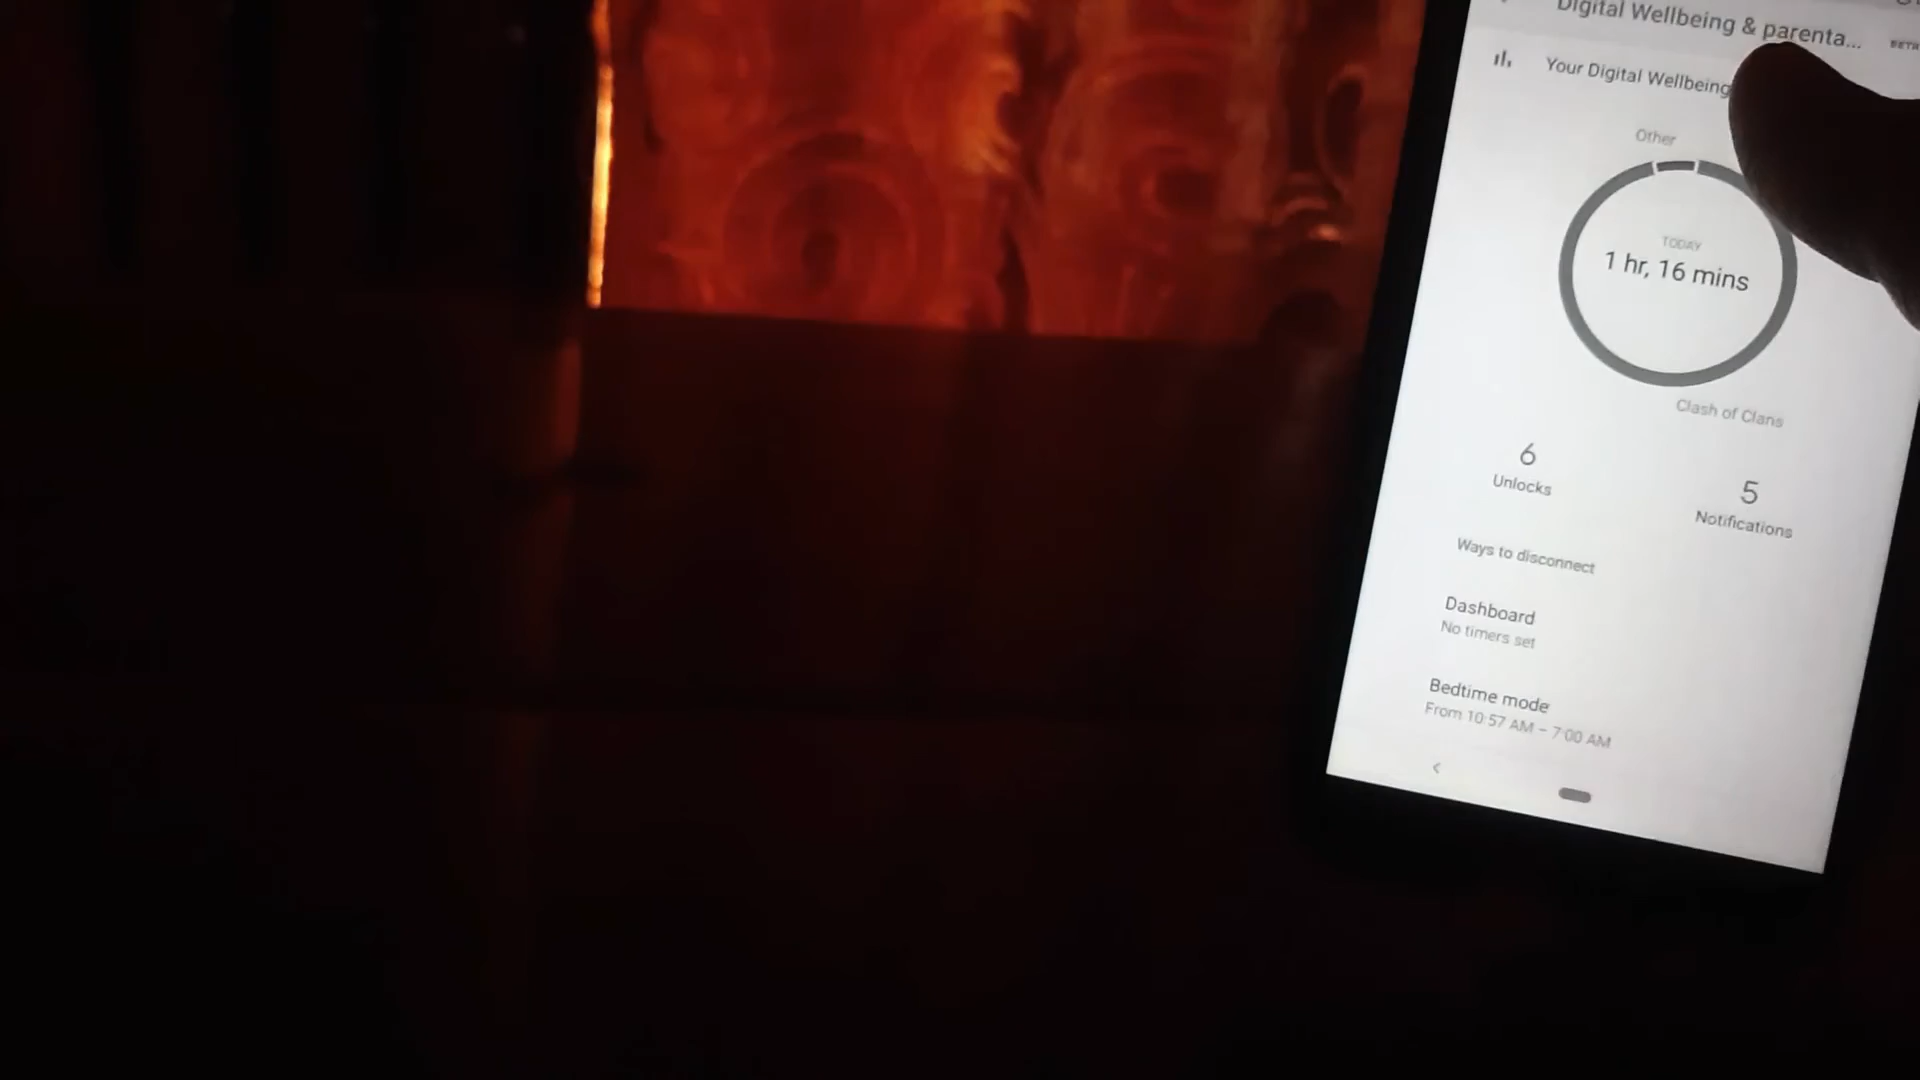 Digital Wellbeing & parenta...
BETA
Your Digital Wellbeing
Other
TODAY
1 hr, 16 mins
Clash of Clans
6
Unlocks
5
Notifications
Ways to disconnect
Dashboard
No timers set
Bedtime mode
From 10:57 AM – 7:00 AM